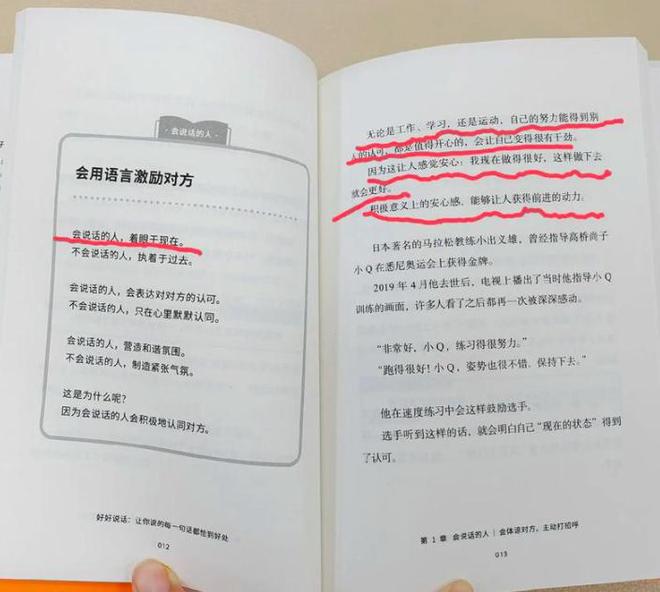 会说话的人
会用语言激励对方
会说话的人，着眼于现在。
不会说话的人，执着于过去。
会说话的人，会表达对对方的认可。
不会说话的人，只在心里默默认同。
会说话的人，营造和谐氛围。
不会说话的人，制造紧张气氛。
这是为什么呢？
因为会说话的人会积极地认同对方。
好好说话：让你说的每一句话都恰到好处
012
无论是工作、学习，还是运动，自己的努力能得到别
人的认可，都是值得开心的，会让自己变得很有干劲。
因为这让人感觉安心：我现在做得很好，这样做下去
就会更好。
积极意义上的安心感，能够让人获得前进的动力。
日本著名的马拉松教练小出义雄，曾经指导高桥尚子
小Q在悉尼奥运会上获得金牌。
2019年4月他去世后，电视上播出了当时他指导小Q
训练的画面，许多人看了之后都再一次被深深感动。
“非常好，小Q，练习得很努力。”
“跑得很好！小Q，姿势也很不错，保持下去。”
他在速度练习中会这样鼓励选手。
选手听到这样的话，就会明白自己“现在的状态”得到
了认可。
第1章 会说话的人｜会体谅对方，主动打招呼
013